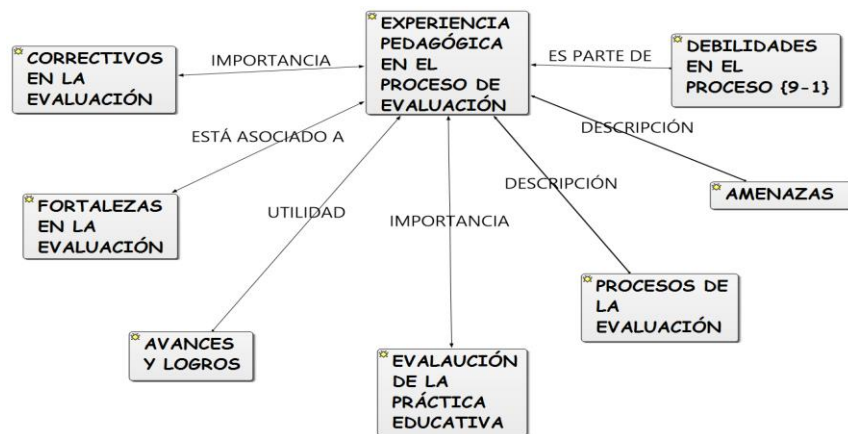 EXPERIENCIA
PEDAGÓGICA
EN EL
PROCESO DE
EVALUACIÓN
CORRECTIVOS
EN LA
EVALUACIÓN
IMPORTANCIA
ES PARTE DE
DEBILIDADES
EN EL
PROCESO {9-1}
ESTÁ ASOCIADO A
DESCRIPCIÓN
FORTALEZAS
EN LA
EVALUACIÓN
UTILIDAD
IMPORTANCIA
DESCRIPCIÓN
AMENAZAS
PROCESOS DE
LA
EVALUACIÓN
AVANCES
Y LOGROS
EVALAUCIÓN
DE LA
PRÁCTICA
EDUCATIVA